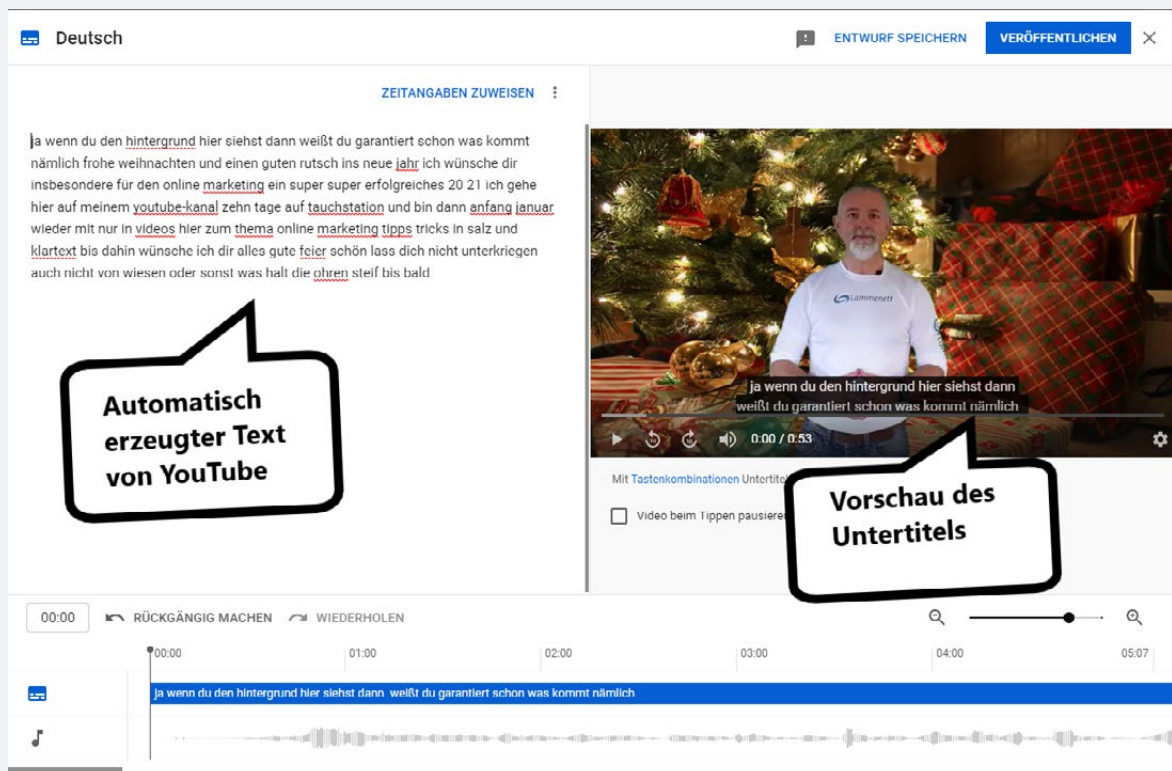 Deutsch
ENTWURF SPEICHERN
VERÖFFENTLICHEN
ZEITANGABEN ZUWEISEN
ja wenn du den hintergrund hier siehst dann weißt du garantiert schon was kommt
nämlich frohe weihnachten und einen guten rutsch ins neue jahr ich wünsche dir
insbesondere für den online marketing ein super super erfolgreiches 20 21 ich gehe
hier auf meinem youtube-kanal zehn tage auf tauchstation und bin dann anfang januar
wieder mit nur in videos hier zum thema online marketing tipps tricks in salz und
klartext bis dahin wünsche ich dir alles gute feier schön lass dich nicht unterkriegen
auch nicht von wiesen oder sonst was halt die ohren steif bis bald
Automatisch
erzeugter Text
von YouTube
Lammenett
ja wenn du den hintergrund hier siehst dann
weißt du garantiert schon was kommt nämlich
10 10 0:00 / 0:53
Mit Tastenkombinationen
Video beim Tippen
Vorschau des
Untertitels
00:00 RÜCKGÄNGIG MACHEN WIEDERHOLEN
00:00 01:00 02:00 03:00 04:00 05:07
ja wenn du den hintergrund hier siehst dann weißt du garantiert schon was kommt nämlich